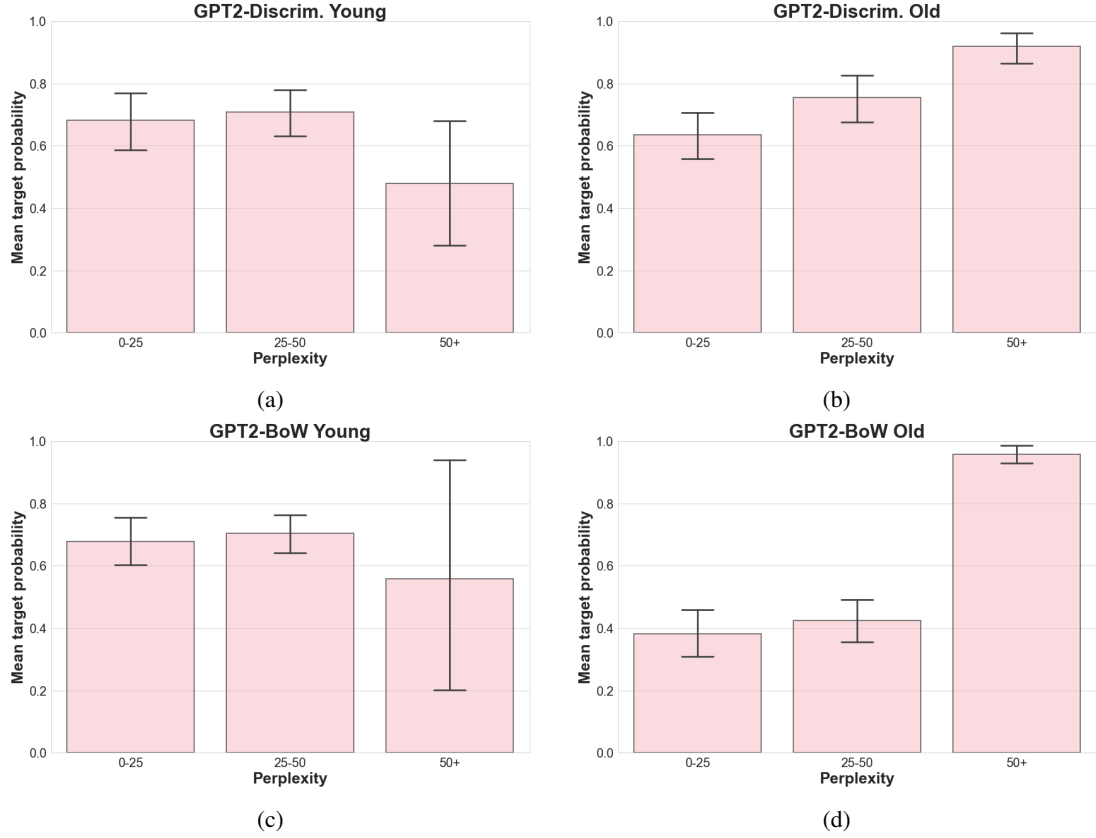 GPT2-Discrim. Young
1.0
0.8
0.6
0.4
0.2
0.0
Mean target probability
0-25 25-50 50+
Perplexity
(a)
GPT2-Discrim. Old
1.0
0.8
0.6
0.4
0.2
0.0
Mean target probability
0-25 25-50 50+
Perplexity
(b)
GPT2-BoW Young
1.0
0.8
0.6
0.4
0.2
0.0
Mean target probability
0-25 25-50 50+
Perplexity
(c)
GPT2-BoW Old
1.0
0.8
0.6
0.4
0.2
0.0
Mean target probability
0-25 25-50 50+
Perplexity
(d)